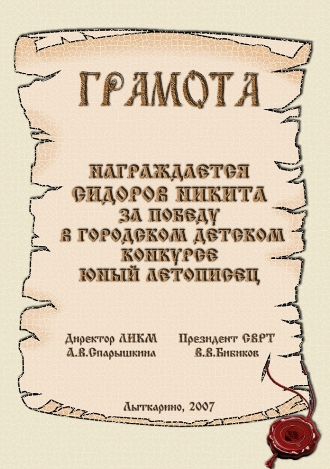 ГРАМОТА
НАГРАЖДАЕТСЯ
СИДОРОВ НИКИТА
ЗА ПОБЕДУ
В ГОРОДСКОМ ДЕТСКОМ
КОНКУРСЕ
ЮНЫЙ ЛЕТОПИСЕЦ
Директор ЛИКМ Президент СВРТ
А.В.Спарышкина В.В.Бибиков
Лыткарино, 2007